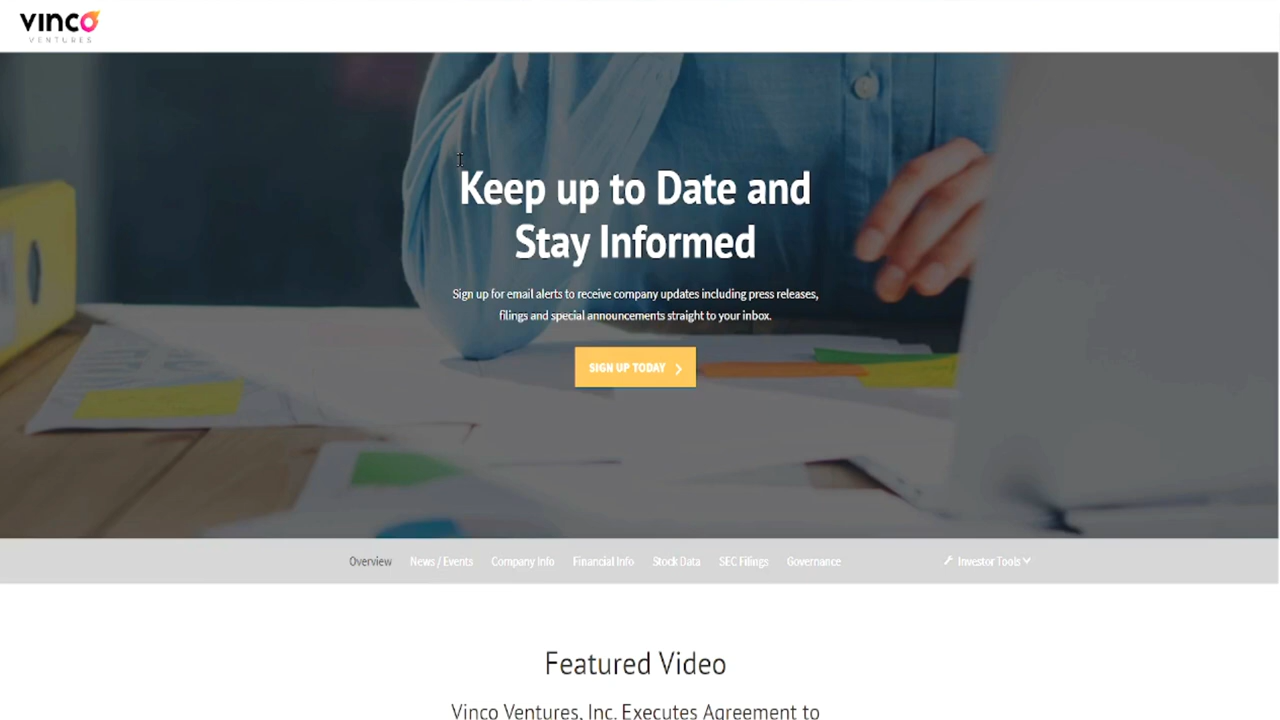 vinco
VENTURES
Keep up to Date and
Stay Informed
Sign up for email alerts to receive company updates including press releases,
filings and special announcements straight to your inbox.
SIGN UP TODAY
Overview News / Events Company Info Financial Info Stock Data SEC Filings Governance Investor Tools
Featured Video
Vinco Ventures, Inc. Executes Agreement to